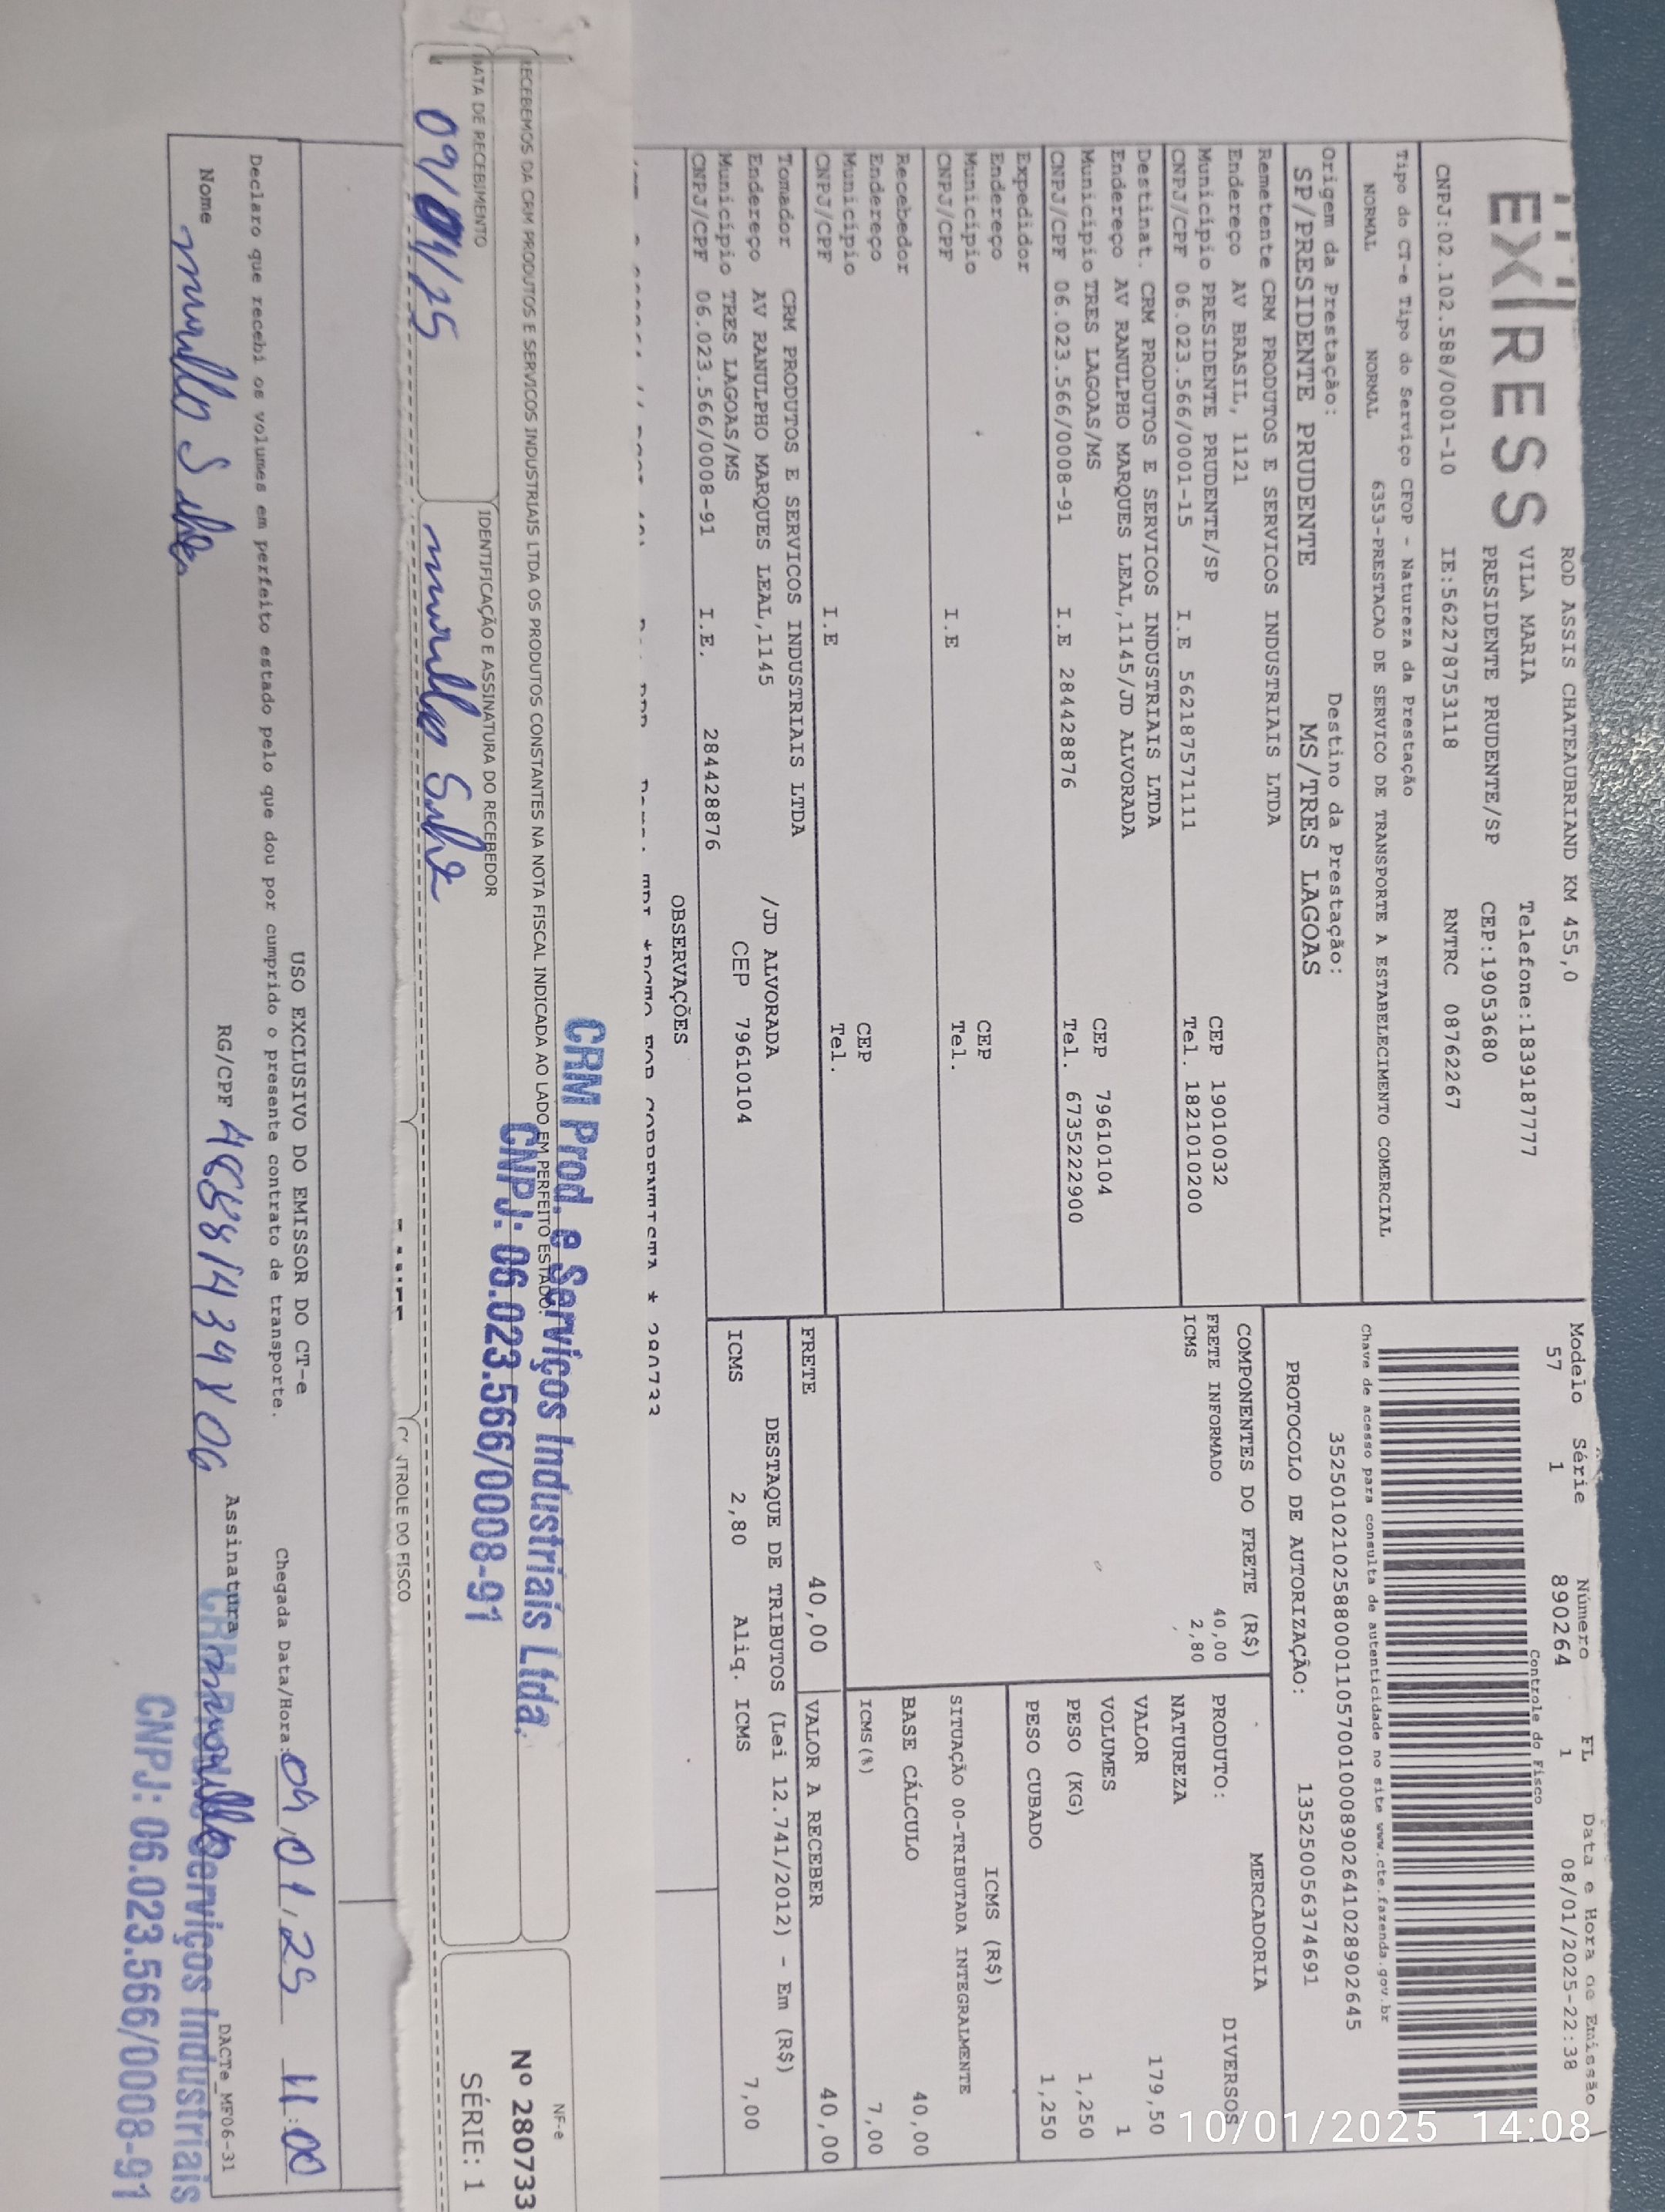 EXPRESS
ROD ASSIS CHATEAUBRIAND KM 455,0
VILA MARIA Telefone:1839187777
PRESIDENTE PRUDENTE/SP CEP:19053680
CNPJ:02.102.588/0001-10 IE:562278753118 RNTRC 08762267
Modelo Série Número FL Data e Hora de Emissão
57 1 890264 1 08/01/2025-22:38
Controle do Fisco
Tipo do CT-e Tipo do Serviço CFOP - Natureza da Prestação
NORMAL NORMAL 6353-PRESTACAO DE SERVICO DE TRANSPORTE A ESTABELECIMENTO COMERCIAL
Chave de acesso para consulta de autenticidade no site www.cte.fazenda.gov.br
35250102102588000110570010008902641028902645
Origem da Prestação: Destino da Prestação:
SP/PRESIDENTE PRUDENTE MS/TRES LAGOAS
PROTOCOLO DE AUTORIZAÇÃO: 135250056374691
Remetente CRM PRODUTOS E SERVICOS INDUSTRIAIS LTDA
Endereço AV BRASIL, 1121 CEP 19010032
Município PRESIDENTE PRUDENTE/SP Tel. 1821010200
CNPJ/CPF 06.023.566/0001-15 I.E 562187571111
Destinat. CRM PRODUTOS E SERVICOS INDUSTRIAIS LTDA
Endereço AV RANULPHO MARQUES LEAL,1145/JD ALVORADA
Município TRES LAGOAS/MS CEP 79610104
CNPJ/CPF 06.023.566/0008-91 I.E 284428876 Tel. 6735222900
Expedidor
Endereço
Município CEP
CNPJ/CPF I.E Tel.
Recebedor
Endereço
Município CEP
CNPJ/CPF I.E Tel.
Tomador CRM PRODUTOS E SERVICOS INDUSTRIAIS LTDA
Endereço AV RANULPHO MARQUES LEAL,1145 /JD ALVORADA
Município TRES LAGOAS/MS CEP 79610104
CNPJ/CPF 06.023.566/0008-91 I.E. 284428876
COMPONENTES DO FRETE (R$)
FRETE INFORMADO 40,00
ICMS 2,80
MERCADORIA
PRODUTO: DIVERSOS
NATUREZA
VALOR 179,50
VOLUMES 1
PESO (KG) 1,250
PESO CUBADO 1,250
ICMS (R$)
SITUAÇÃO 00-TRIBUTADA INTEGRALMENTE
BASE CÁLCULO 40,00
ICMS(%) 7,00
FRETE 40,00 VALOR A RECEBER 40,00
DESTAQUE DE TRIBUTOS (Lei 12.741/2012) - Em (R$)
ICMS 2,80 Aliq. ICMS 7,00
OBSERVAÇÕES
RECEBEMOS DA CRM PRODUTOS E SERVICOS INDUSTRIAIS LTDA OS PRODUTOS CONSTANTES NA NOTA FISCAL INDICADA AO LADO EM PERFEITO ESTADO.
CRM Prod. e Serviços Industriais Ltda.
CNPJ: 06.023.566/0008-91
DATA DE RECEBIMENTO IDENTIFICAÇÃO E ASSINATURA DO RECEBEDOR
09/01/25
NF-e
Nº 280733
SÉRIE: 1
NTROLE DO FISCO
USO EXCLUSIVO DO EMISSOR DO CT-e
Declaro que recebi os volumes em perfeito estado pelo que dou por cumprido o presente contrato de transporte.
Chegada Data/Hora: 09/01/25 11:00
Nome RG/CPF Assinatura
DACTe_MF06-31
Serviços Industriais
CNPJ: 06.023.566/0008-91
10/01/2025 14:08